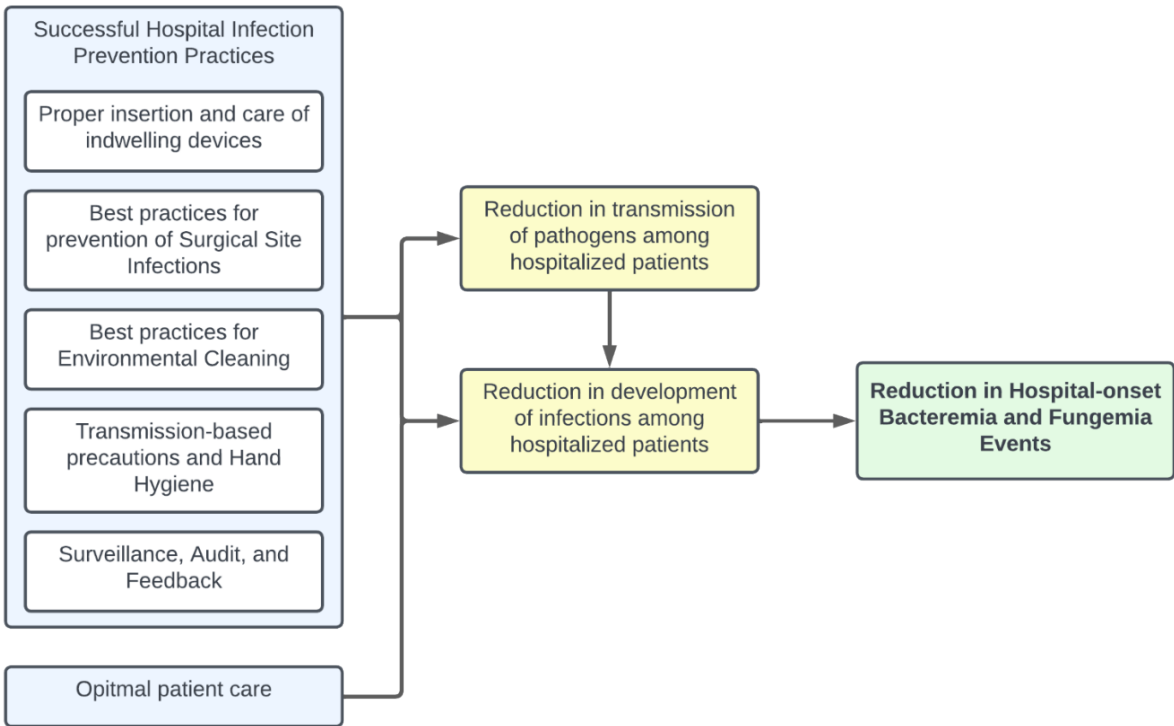 Successful Hospital Infection
Prevention Practices
Proper insertion and care of
indwelling devices
Best practices for
prevention of Surgical Site
Infections
Best practices for
Environmental Cleaning
Transmission-based
precautions and Hand
Hygiene
Surveillance, Audit, and
Feedback
Opitmal patient care
Reduction in transmission
of pathogens among
hospitalized patients
Reduction in development
of infections among
hospitalized patients
Reduction in Hospital-onset
Bacteremia and Fungemia
Events